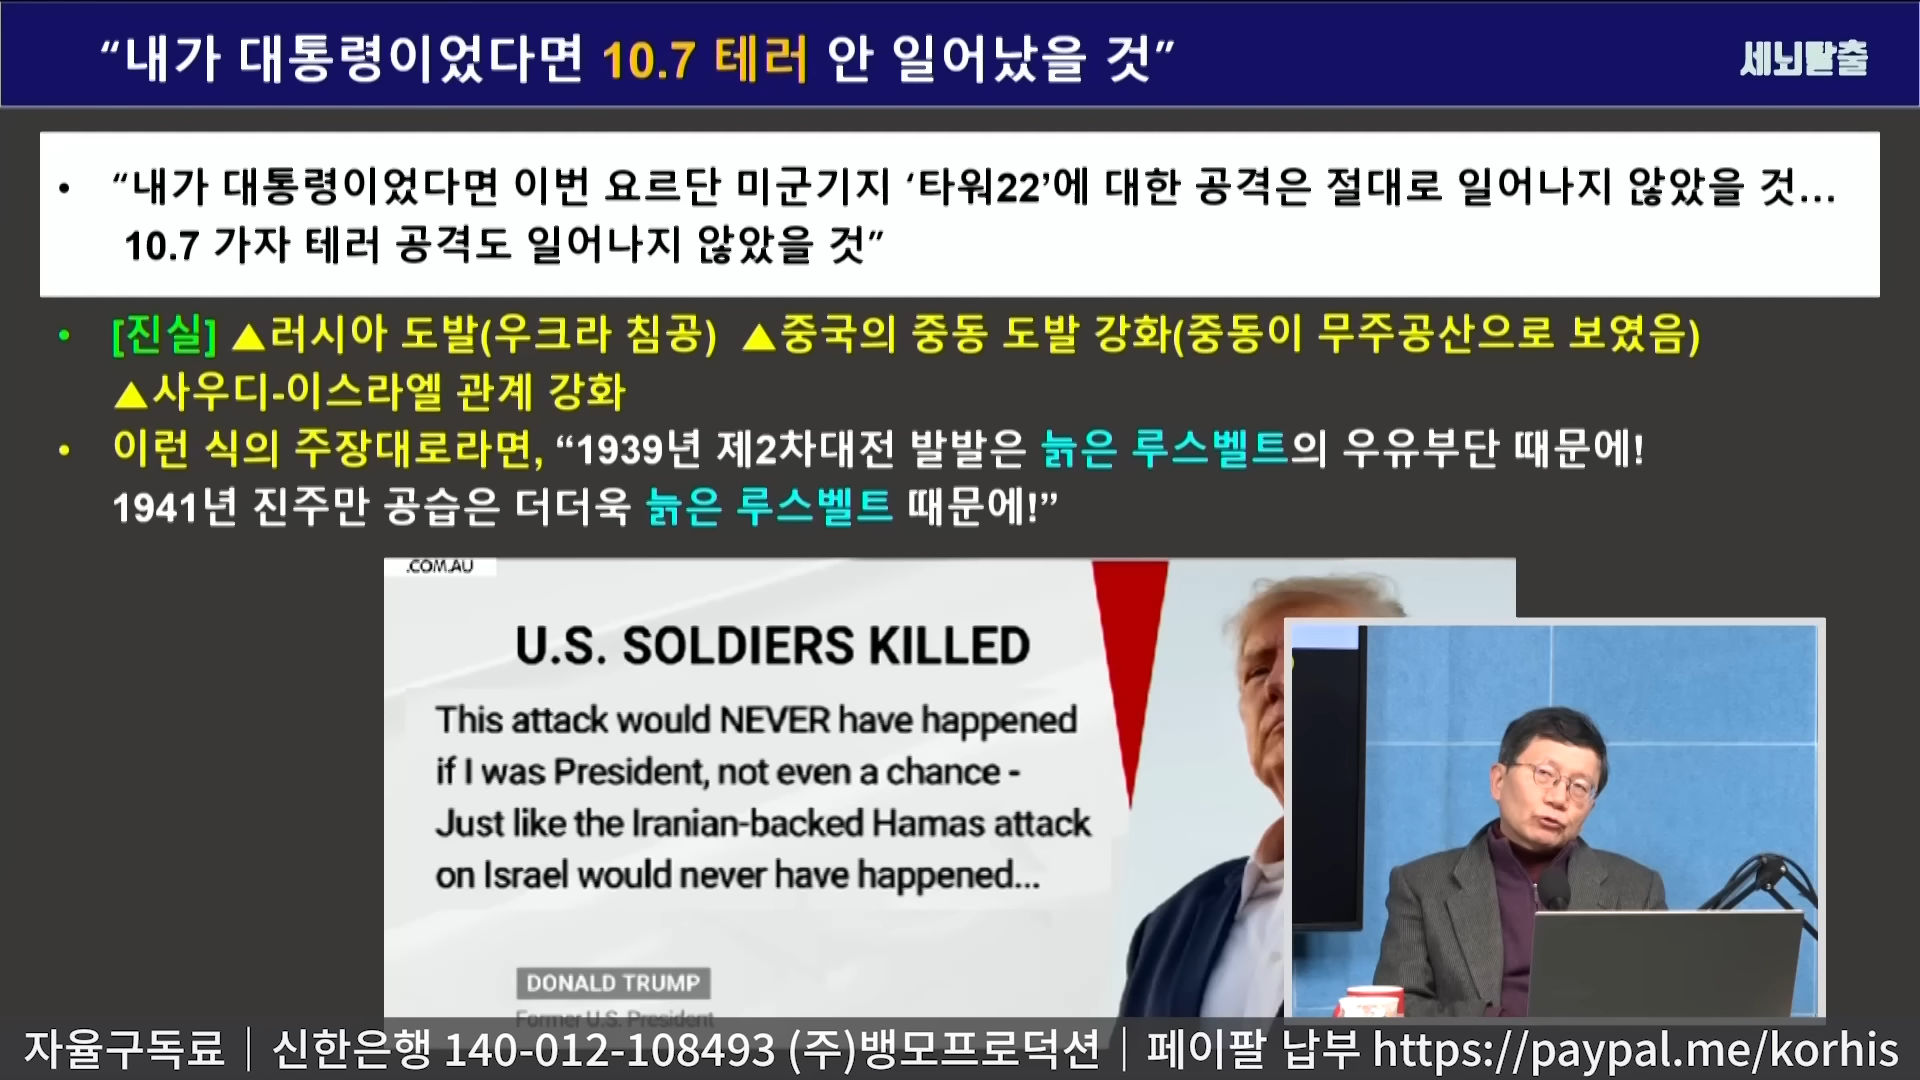 “내가 대통령이었다면 10.7 테러 안 일어났을 것”
세뇌탈출
• “내가 대통령이었다면 이번 요르단 미군기지 ‘타워22’에 대한 공격은 절대로 일어나지 않았을 것...
10.7 가자 테러 공격도 일어나지 않았을 것”
• [진실] ▲러시아 도발(우크라 침공) ▲중국의 중동 도발 강화(중동이 무주공산으로 보였음)
▲사우디-이스라엘 관계 강화
• 이런 식의 주장대로라면, “1939년 제2차대전 발발은 늙은 루스벨트의 우유부단 때문에!
1941년 진주만 공습은 더더욱 늙은 루스벨트 때문에!”
.COM.AU
U.S. SOLDIERS KILLED
This attack would NEVER have happened
if I was President, not even a chance -
Just like the Iranian-backed Hamas attack
on Israel would never have happened...
DONALD TRUMP
Former U.S. President
자율구독료｜신한은행 140-012-108493 (주)뱅모프로덕션｜페이팔 납부 https://paypal.me/korhis